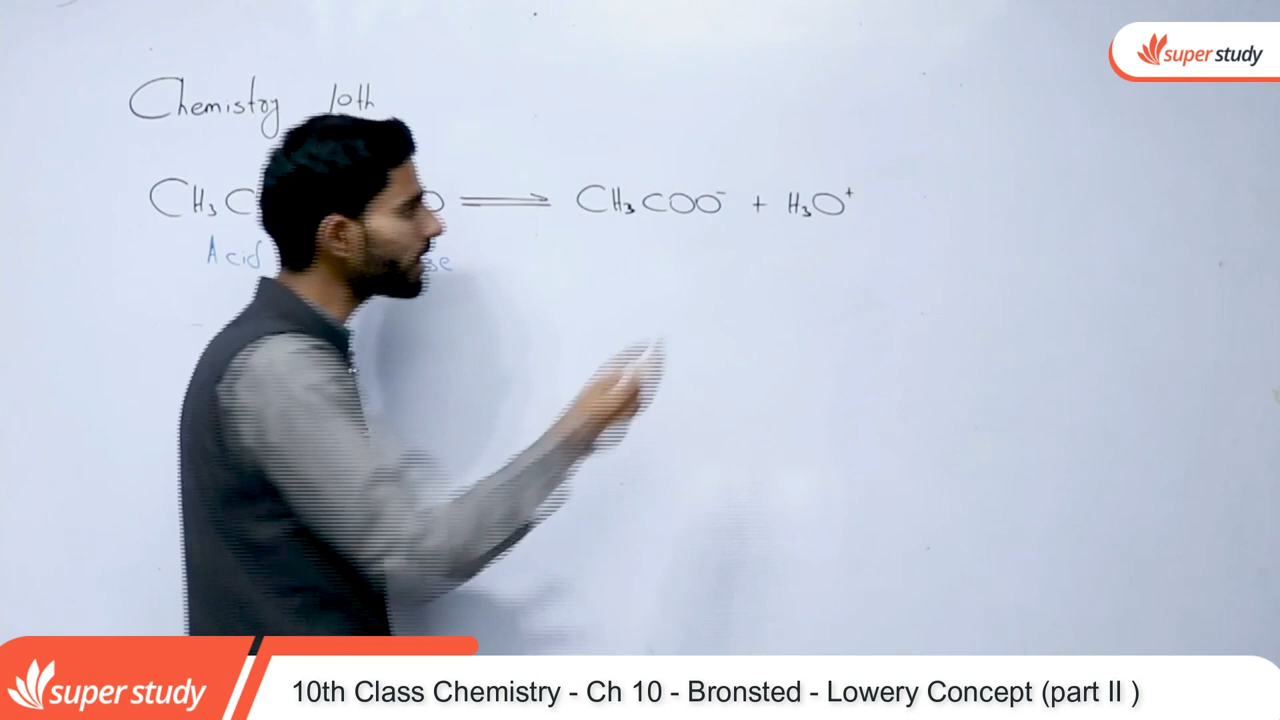 super study
Chemistry 10th
CH₃C O ⇌ CH₃COO⁻ + H₃O⁺
Acid se
super study
10th Class Chemistry - Ch 10 - Bronsted - Lowery Concept (part II )